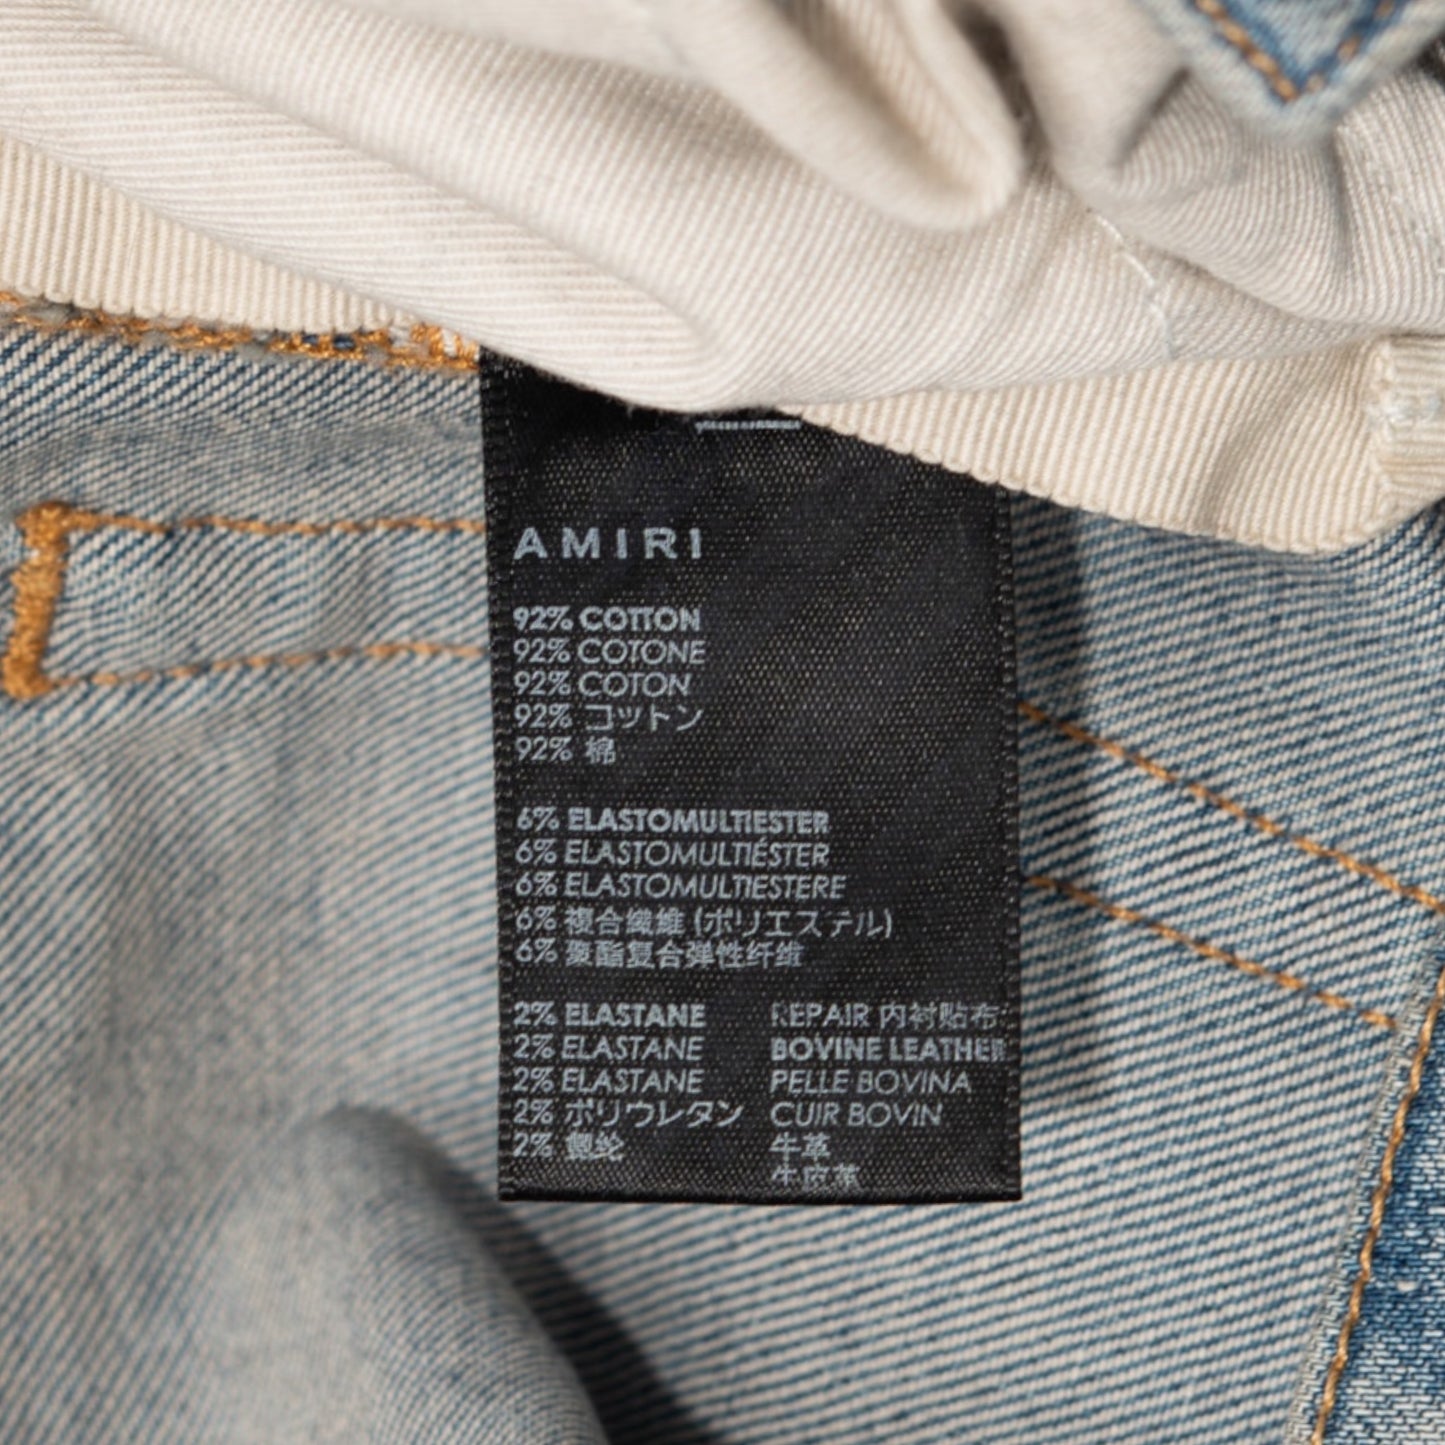 AMIRI
92% COTTON
92% COTONE
92% COTON
92% コットン
92% 棉
6% ELASTOMULTIESTER
6% ELASTOMULTIÉSTER
6% ELASTOMULTIESTERE
6% 複合繊維 (ポリエステル)
6% 聚酯复合弹性纤维
2% ELASTANE
2% ELASTANE
2% ELASTANE
2% ポリウレタン
2%
REPAIR 内衬贴布
BOVINE LEATHER
PELLE BOVINA
CUIR BOVIN
牛革
牛皮革